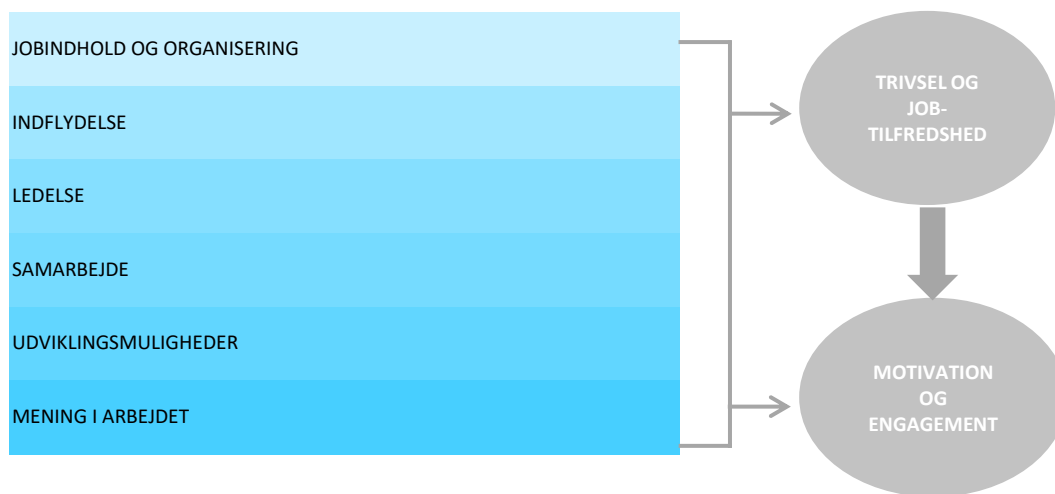 JOBINDHOLD OG ORGANISERING
INDFLYDELSE
LEDELSE
SAMARBEJDE
UDVIKLINGSMULIGHEDER
MENING I ARBEJDET
TRIVSEL OG
JOB-
TILFREDSHED
MOTIVATION
OG
ENGAGEMENT